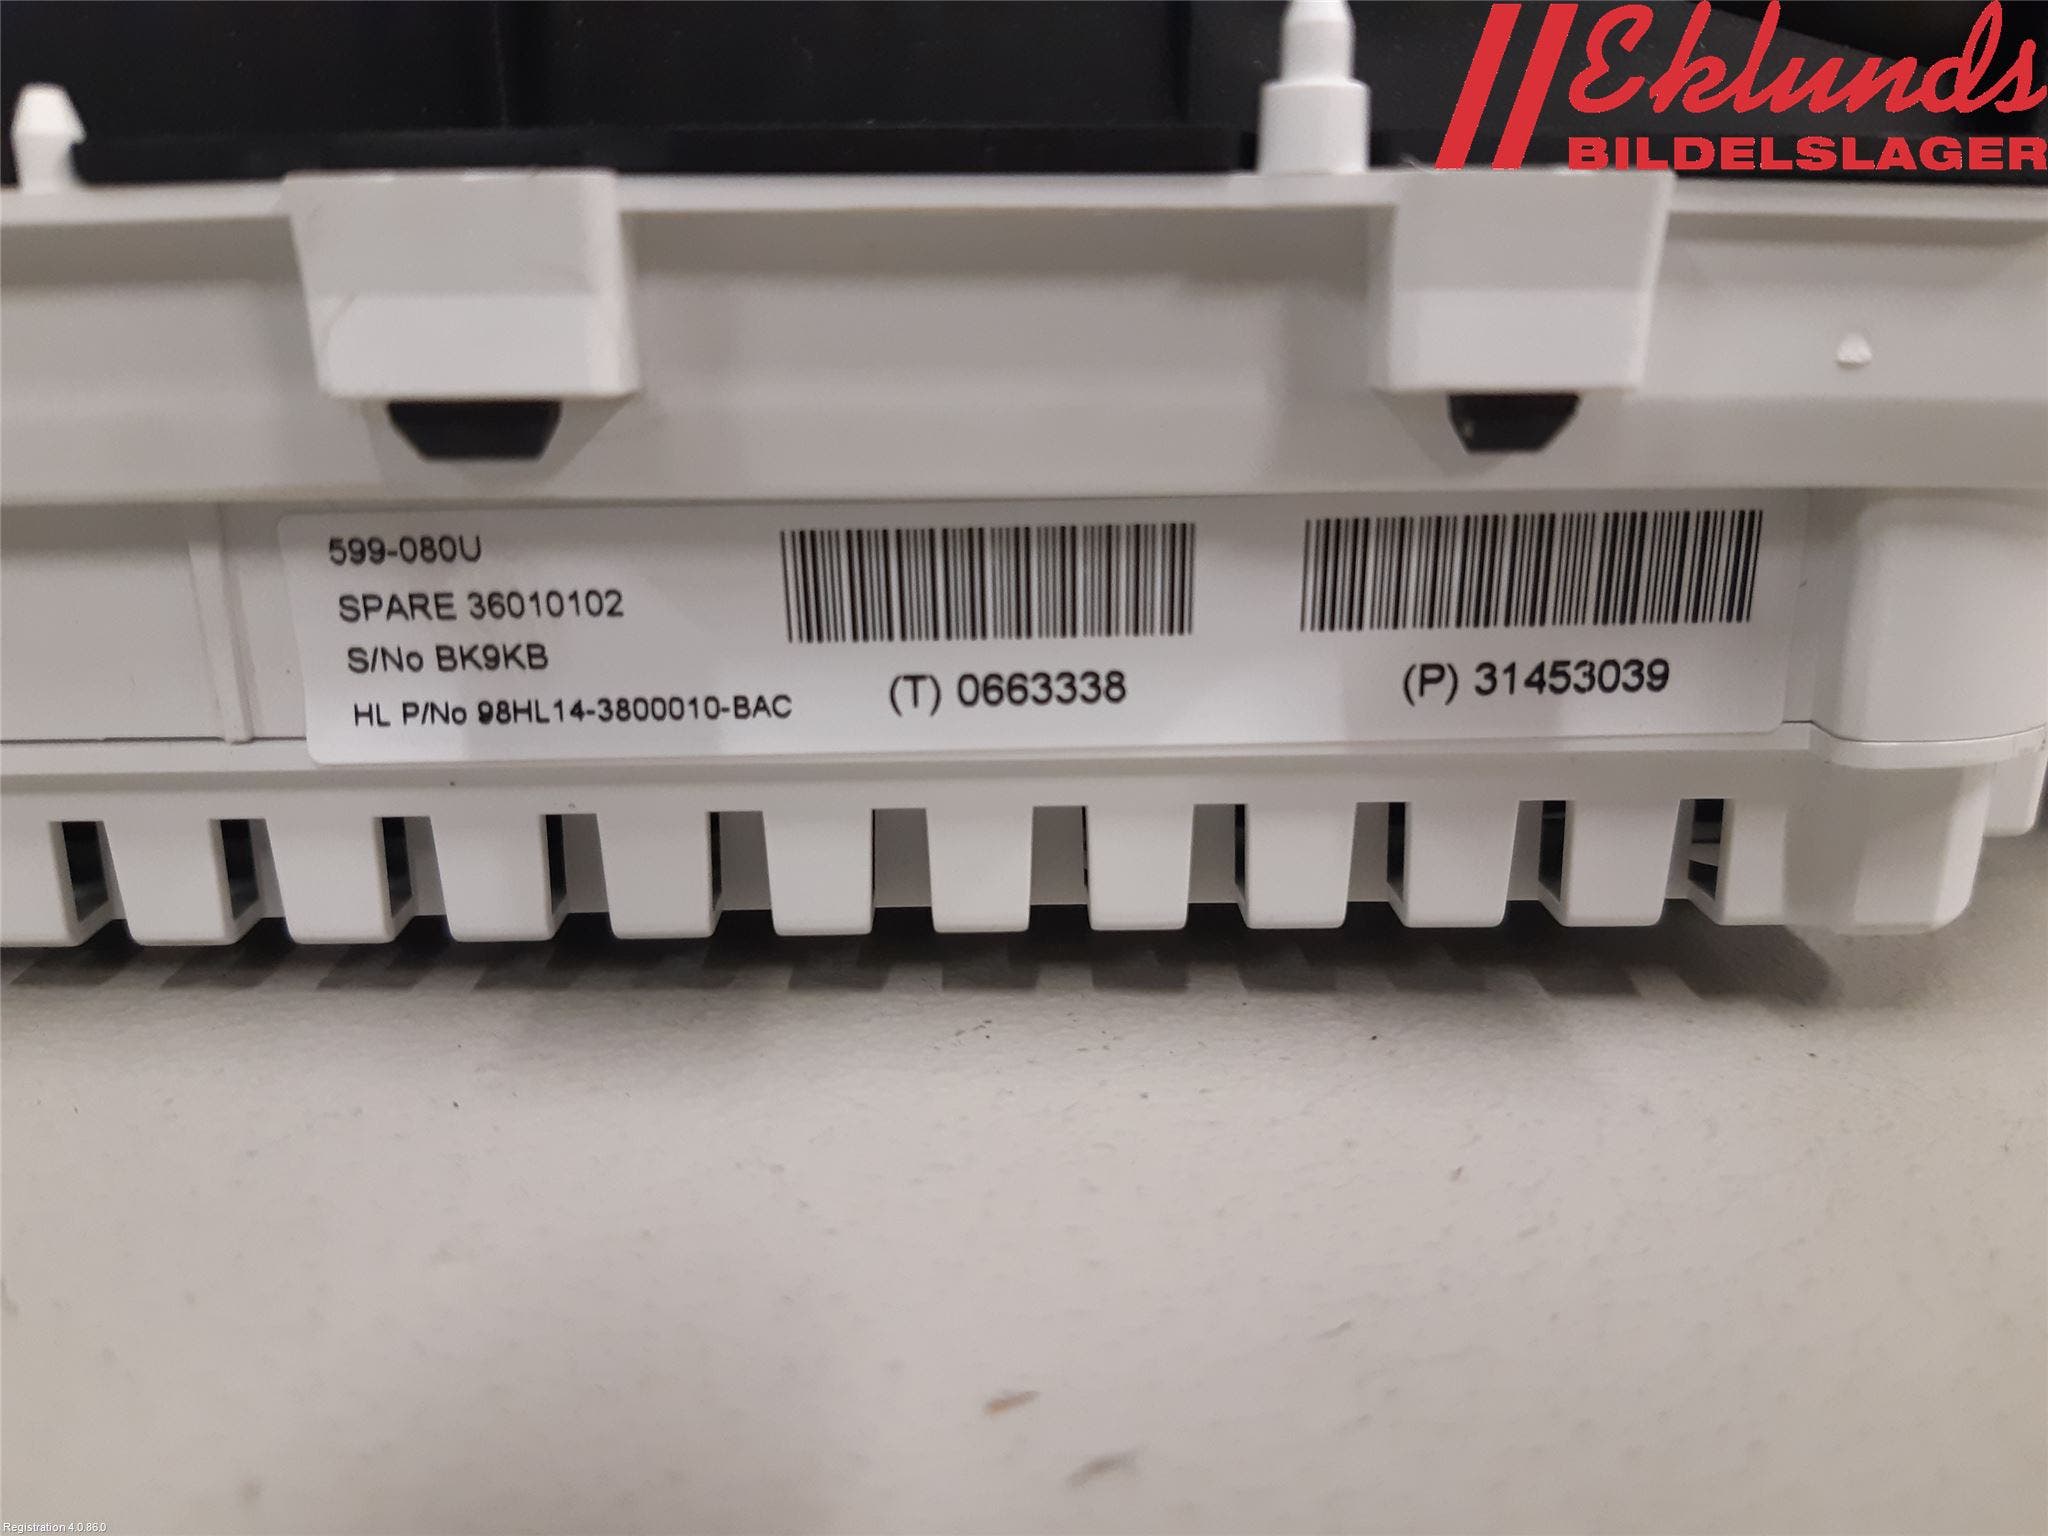 Eklunds
BILDELSLAGER
599-080U
SPARE 36010102
S/No BK9KB
HL P/No 98HL14-3800010-BAC
(T) 0663338
(P) 31453039
Registration 4.0.86.0